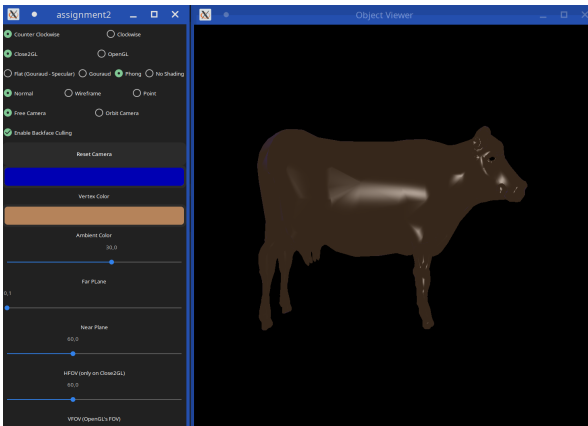 assignment2
Object Viewer
Counter Clockwise Clockwise
Close2GL OpenGL
Flat (Gouraud - Specular) Gouraud Phong No Shading
Normal Wireframe Point
Free Camera Orbit Camera
Enable Backface Culling
Reset Camera
Vertex Color
Ambient Color
30,0
Far PLane
0,1
Near Plane
60,0
HFOV (only on Close2GL)
60,0
VFOV (OpenGL's FOV)